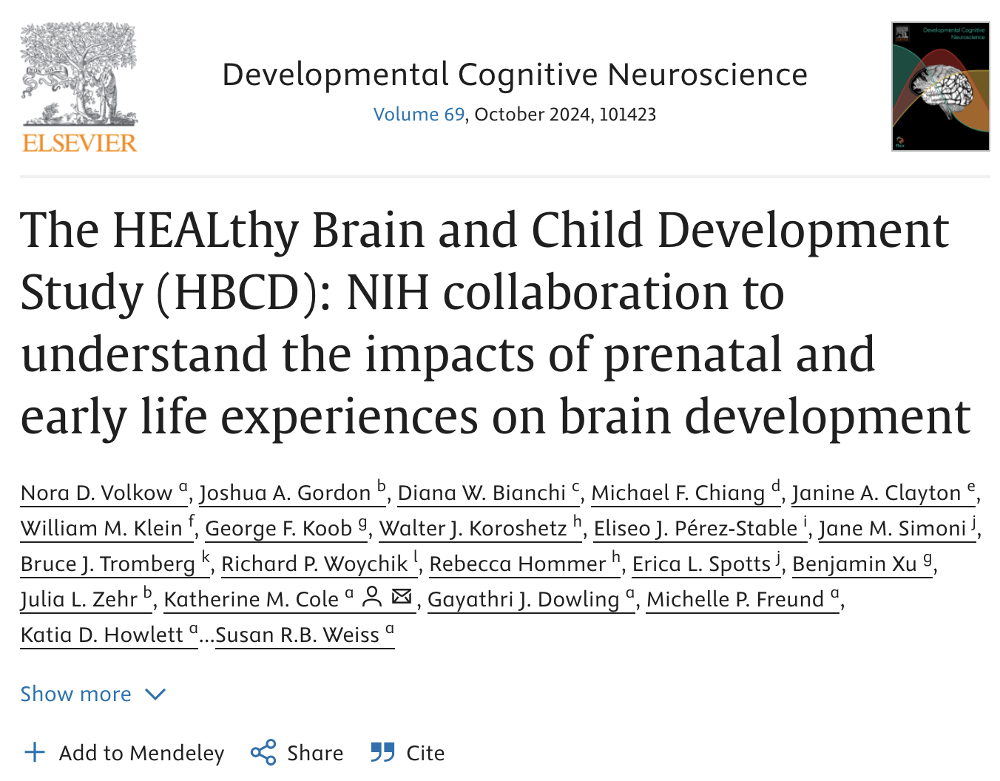 ELSEVIER
Developmental Cognitive Neuroscience
Volume 69, October 2024, 101423
Developmental Cognitive
Neuroscience
The HEALthy Brain and Child Development
Study (HBCD): NIH collaboration to
understand the impacts of prenatal and
early life experiences on brain development
Nora D. Volkow a, Joshua A. Gordon b, Diana W. Bianchi c, Michael F. Chiang d, Janine A. Clayton e,
William M. Klein f, George F. Koob g, Walter J. Koroshetz h, Eliseo J. Pérez-Stable i, Jane M. Simoni j,
Bruce J. Tromberg k, Richard P. Woychik l, Rebecca Hommer h, Erica L. Spotts j, Benjamin Xu g,
Julia L. Zehr b, Katherine M. Cole a, Gayathri J. Dowling a, Michelle P. Freund a,
Katia D. Howlett a...Susan R.B. Weiss a
Show more
Add to Mendeley Share Cite